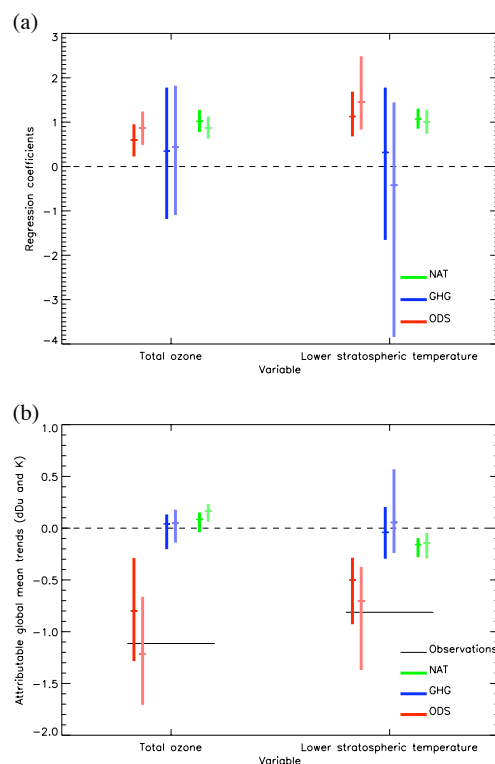 (a)
3
2
1
0
−1
−2
−3
−4
Regression coefficients
NAT
GHG
ODS
Total ozone
Lower stratospheric temperature
Variable
(b)
1.0
0.5
0.0
−0.5
−1.0
−1.5
−2.0
Attrributable global mean trends (dDu and K)
Observations
NAT
GHG
ODS
Total ozone
Lower stratospheric temperature
Variable